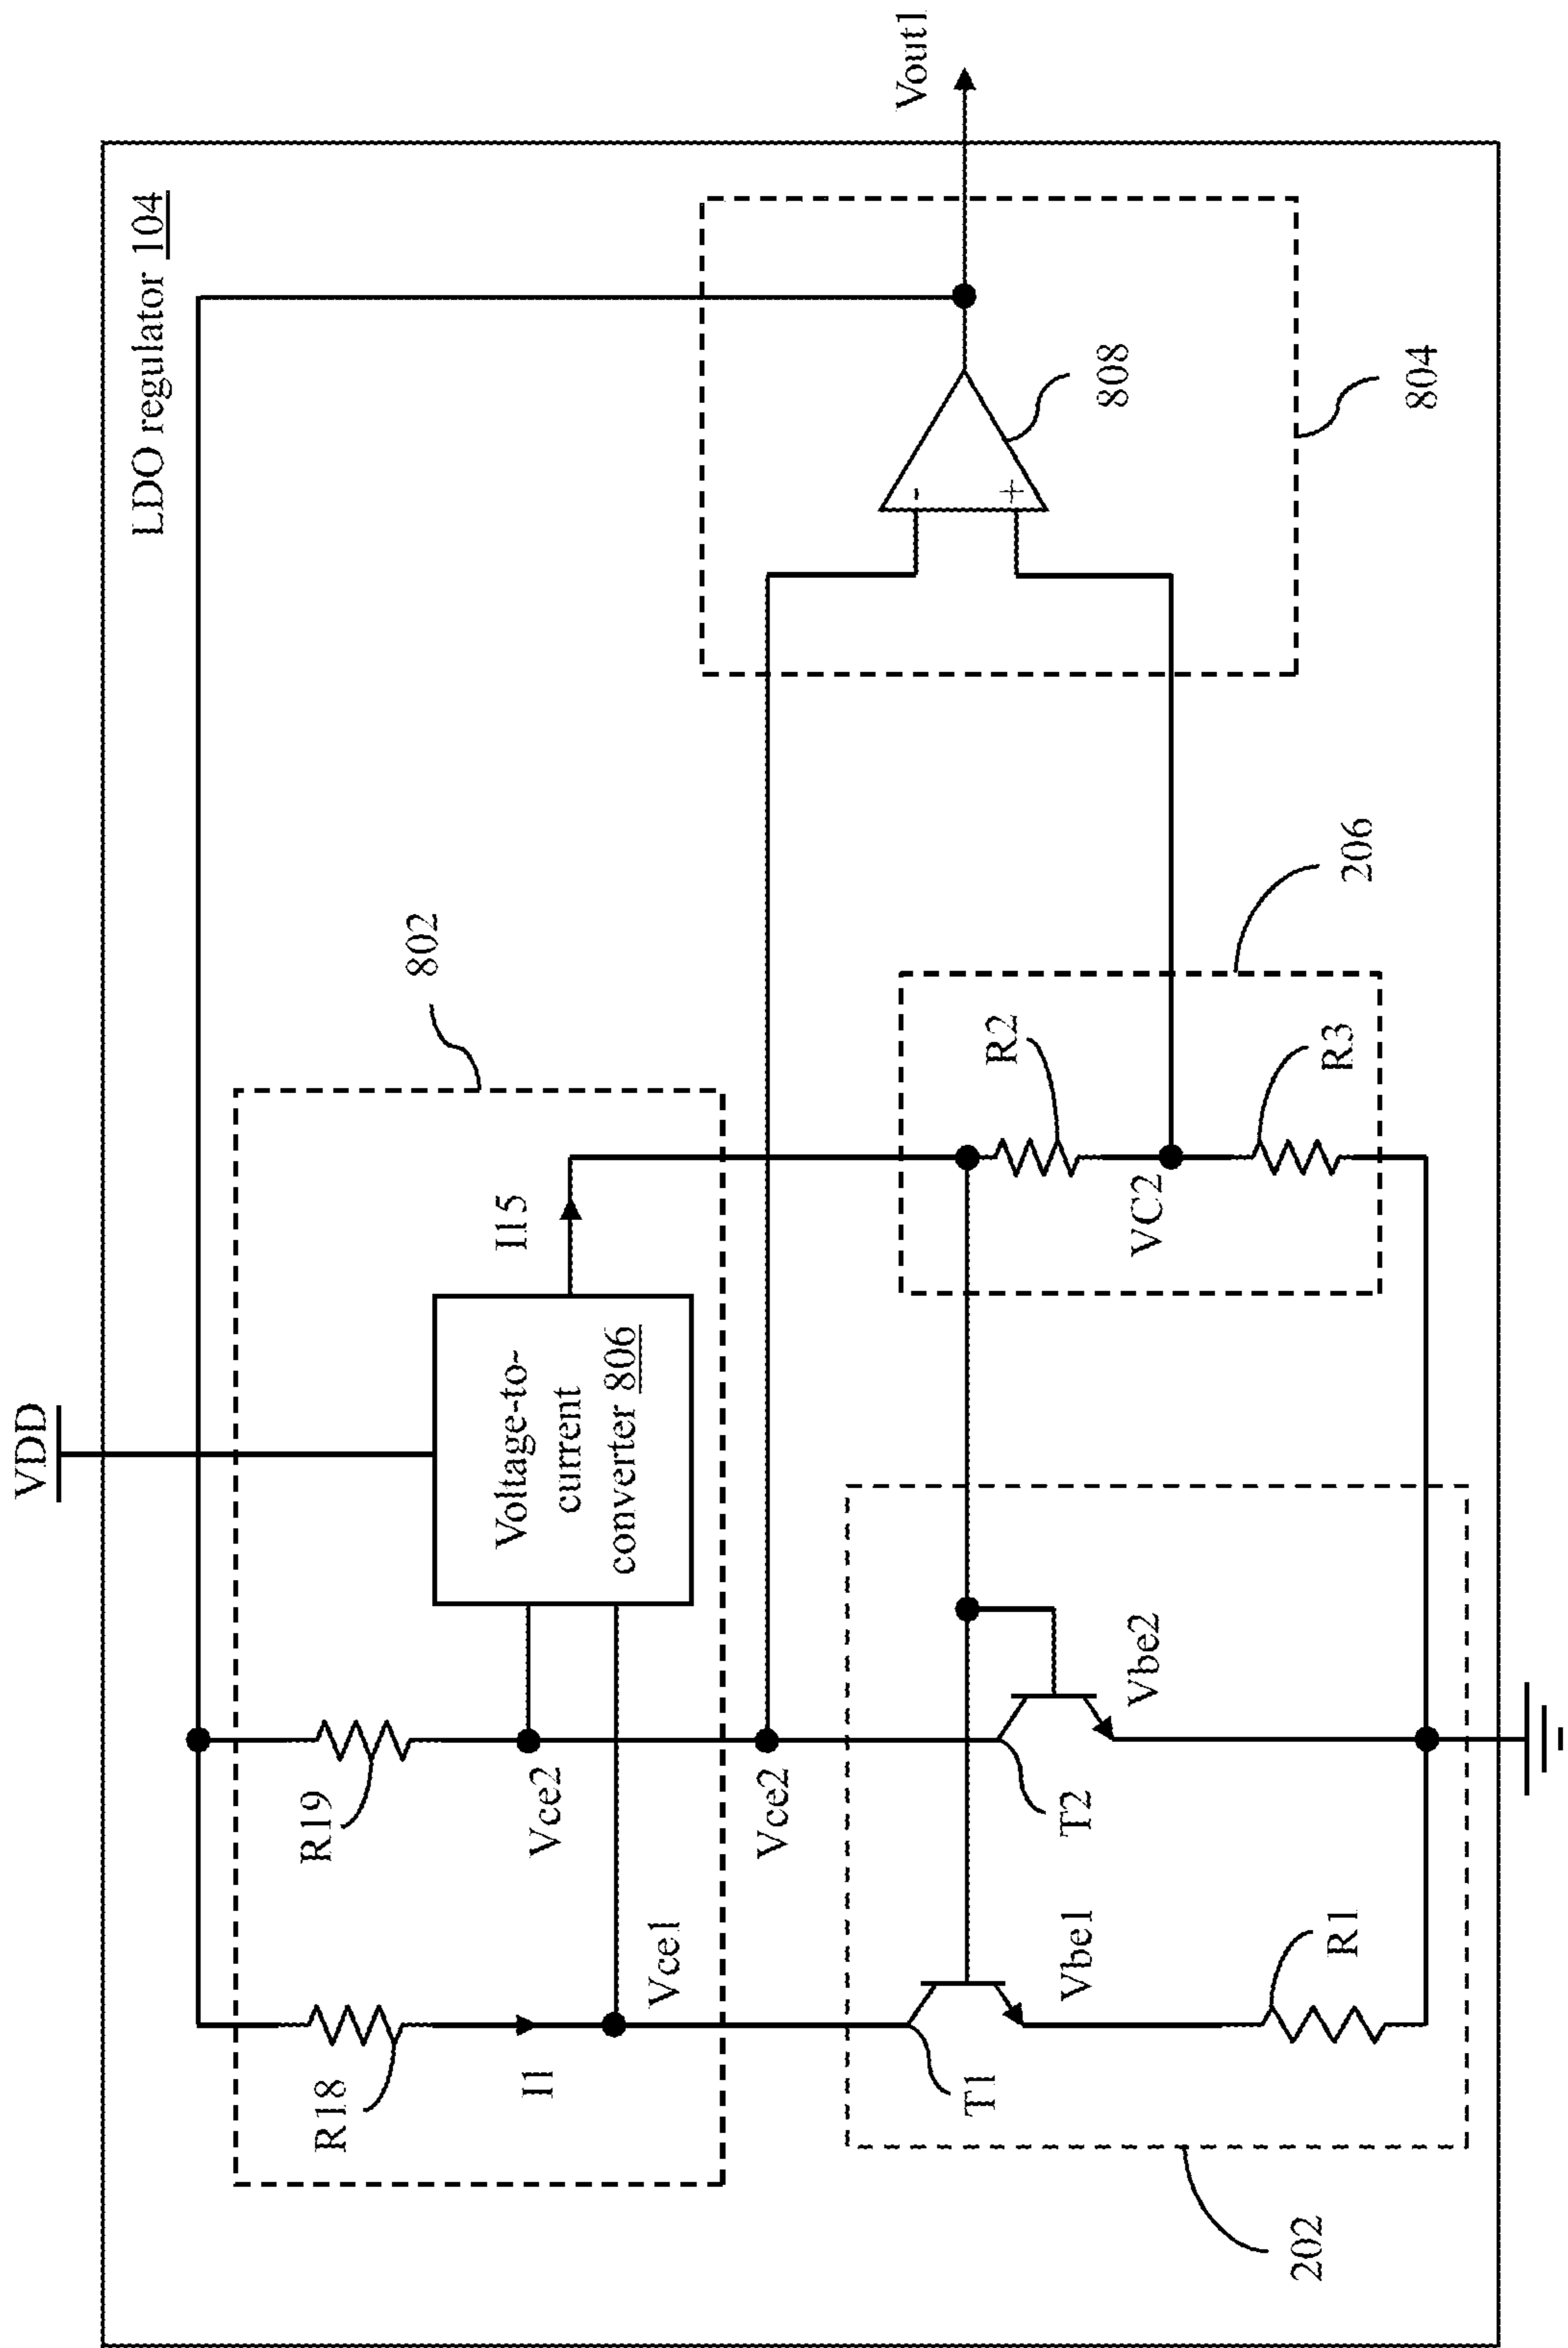 VDD
LDO regulator 104
802
R18
R19
I1
Vce2
Vce1
Voltage-to-
current
converter 806
I15
Vce2
Vout1
-
+
808
804
206
R2
VC2
R3
T1
Vbe1
R1
T2
Vbe2
202